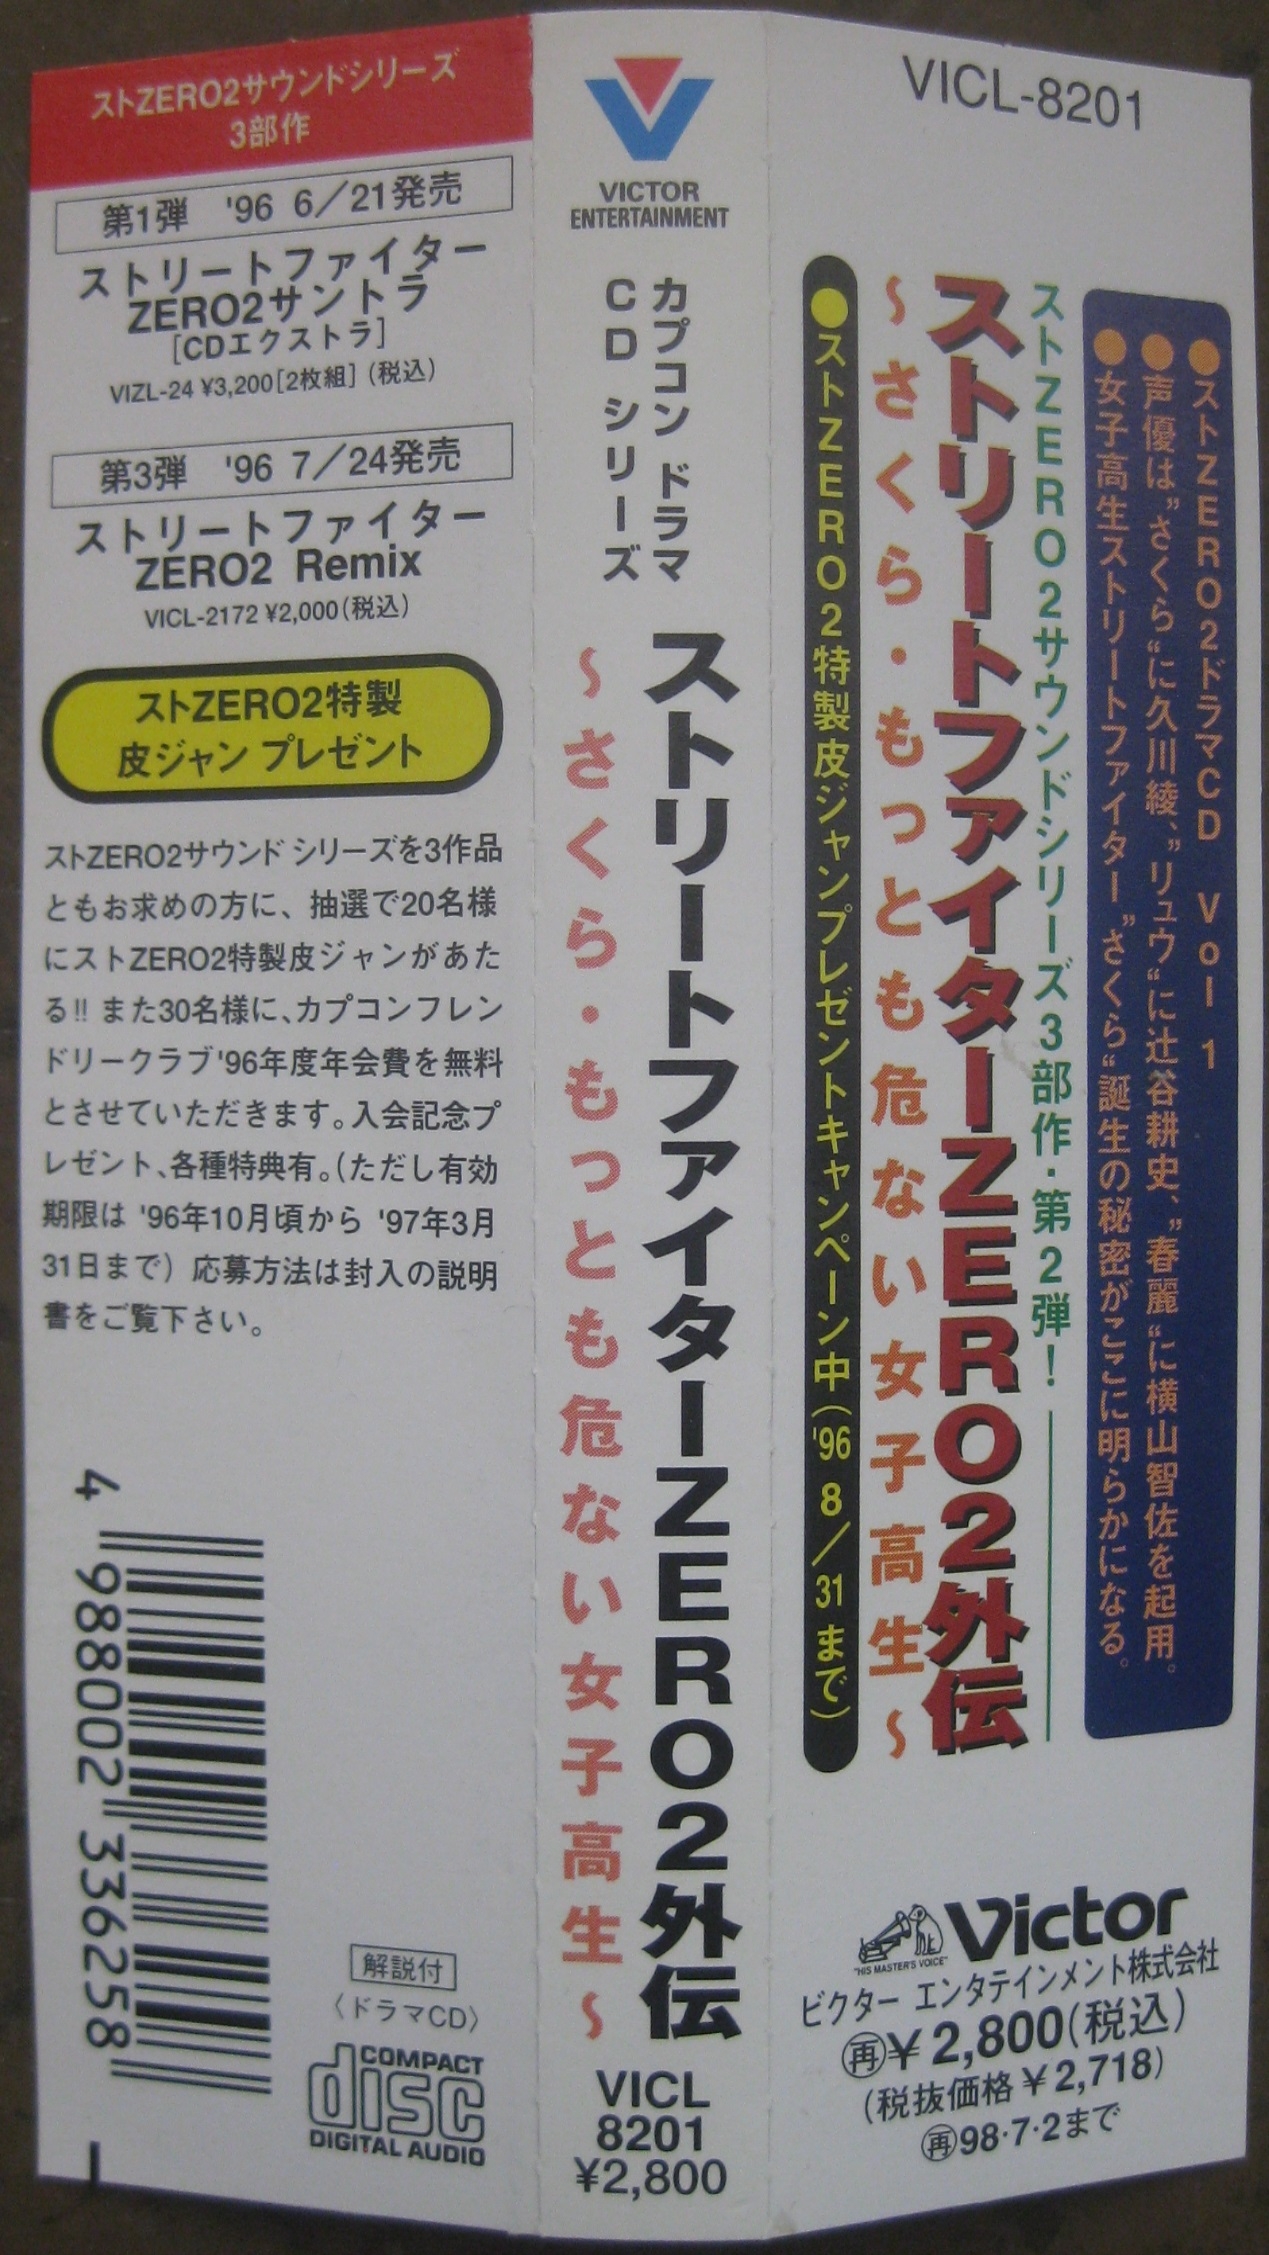 ストZERO2サウンドシリーズ
3部作
第1弾 '96 6／21発売
ストリートファイター
ZERO2サントラ
[CDエクストラ]
VIZL-24 ¥3,200[2枚組] (税込)
第3弾 '96 7／24発売
ストリートファイター
ZERO2 Remix
VICL-2172 ¥2,000(税込)
ストZERO2特製
皮ジャン プレゼント
ストZERO2サウンド シリーズを3作品
ともお求めの方に、抽選で20名様
にストZERO2特製皮ジャンがあた
る!! また30名様に、カプコンフレン
ドリークラブ'96年度年会費を無料
とさせていただきます。入会記念プ
レゼント、各種特典有。(ただし有効
期限は '96年10月頃から '97年3月
31日まで) 応募方法は封入の説明
書をご覧下さい。
4 988002 336258
解説付
〈ドラマCD〉
COMPACT
disc
DIGITAL AUDIO
VICTOR
ENTERTAINMENT
カプコン ドラマ
CD シリーズ
ストリートファイターZERO2外伝
～さくら・もっとも危ない女子高生～
VICL
8201
¥2,800
VICL-8201
●ストZERO2ドラマCD Vol 1
●声優は"さくら"に久川綾、"リュウ"に辻谷耕史、"春麗"に横山智佐を起用。
●女子高生ストリートファイター"さくら"誕生の秘密がここに明らかになる。
ストZERO2サウンドシリーズ3部作・第2弾！
ストリートファイターZERO2外伝
～さくら・もっとも危ない女子高生～
●ストZERO2特製皮ジャンプレゼントキャンペーン中('96 8／31まで)
"HIS MASTER'S VOICE"
Victor
ビクター エンタテインメント株式会社
再¥2,800(税込)
(税抜価格¥2,718)
再98・7・2まで